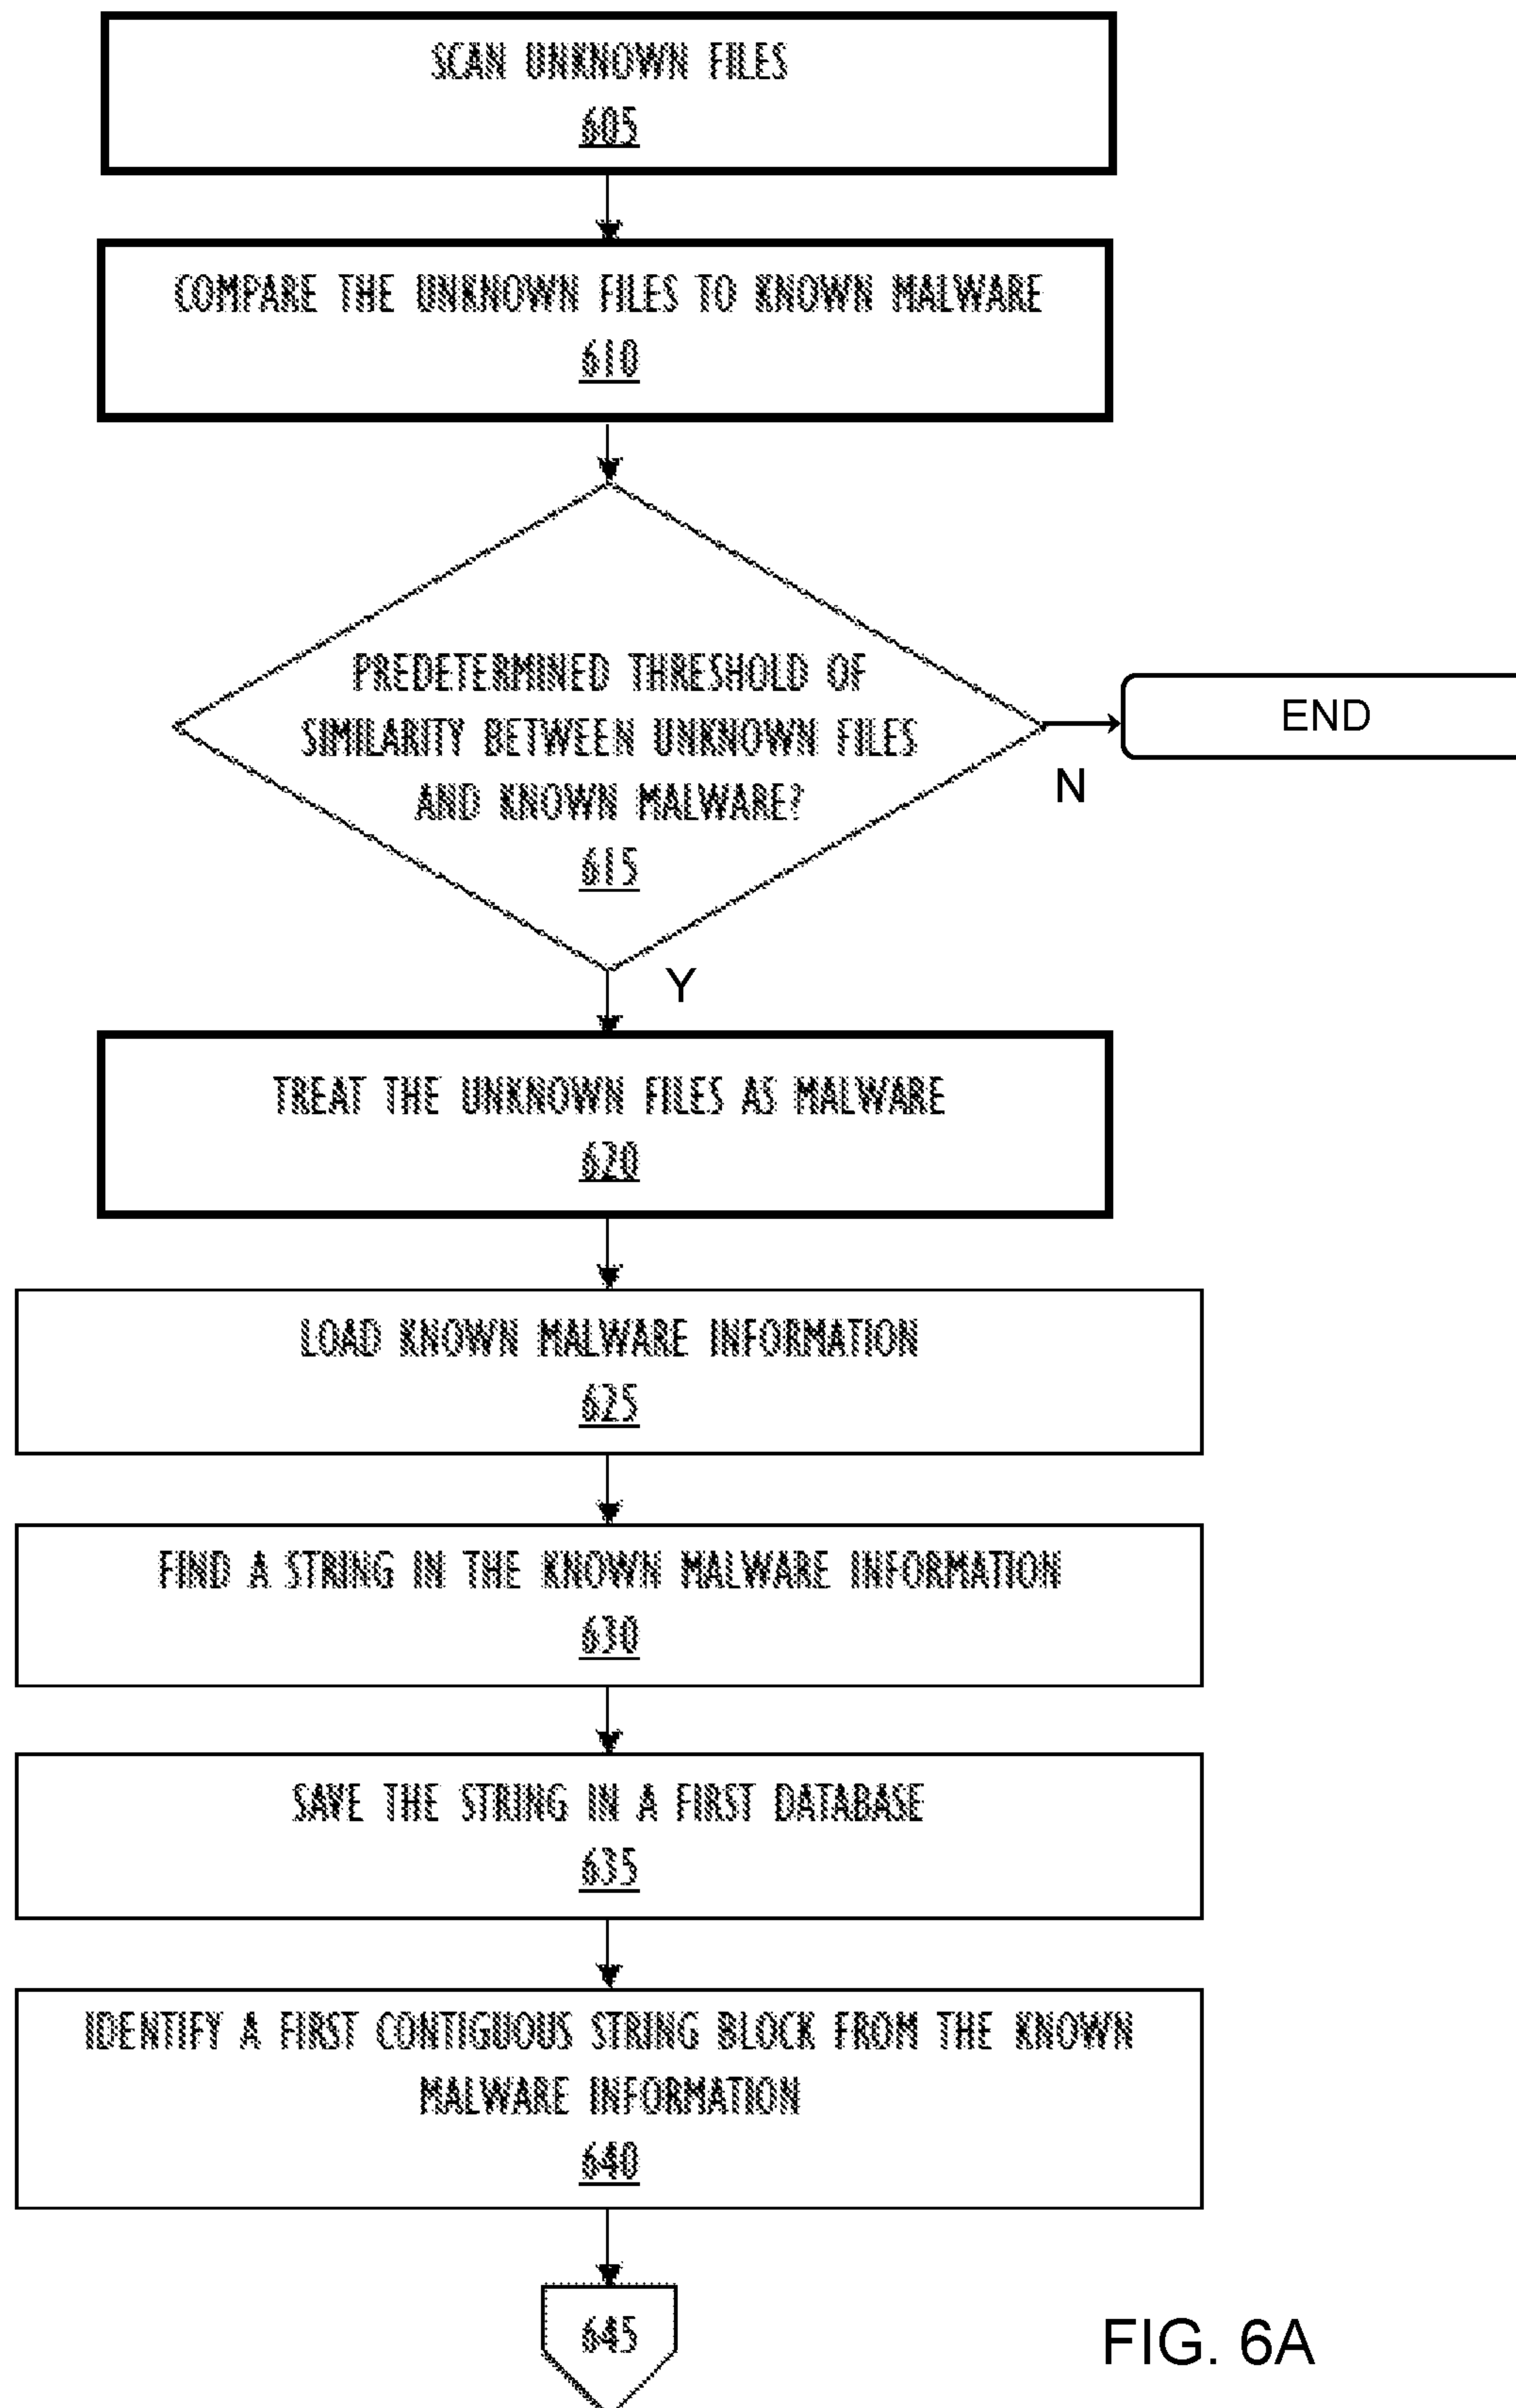 SCAN UNKNOWN FILES
605
COMPARE THE UNKNOWN FILES TO KNOWN MALWARE
610
PREDETERMINED THRESHOLD OF
SIMILARITY BETWEEN UNKNOWN FILES
AND KNOWN MALWARE?
615
END
N
Y
TREAT THE UNKNOWN FILES AS MALWARE
620
LOAD KNOWN MALWARE INFORMATION
625
FIND A STRING IN THE KNOWN MALWARE INFORMATION
630
SAVE THE STRING IN A FIRST DATABASE
635
IDENTIFY A FIRST CONTIGUOUS STRING BLOCK FROM THE KNOWN
MALWARE INFORMATION
640
645
FIG. 6A